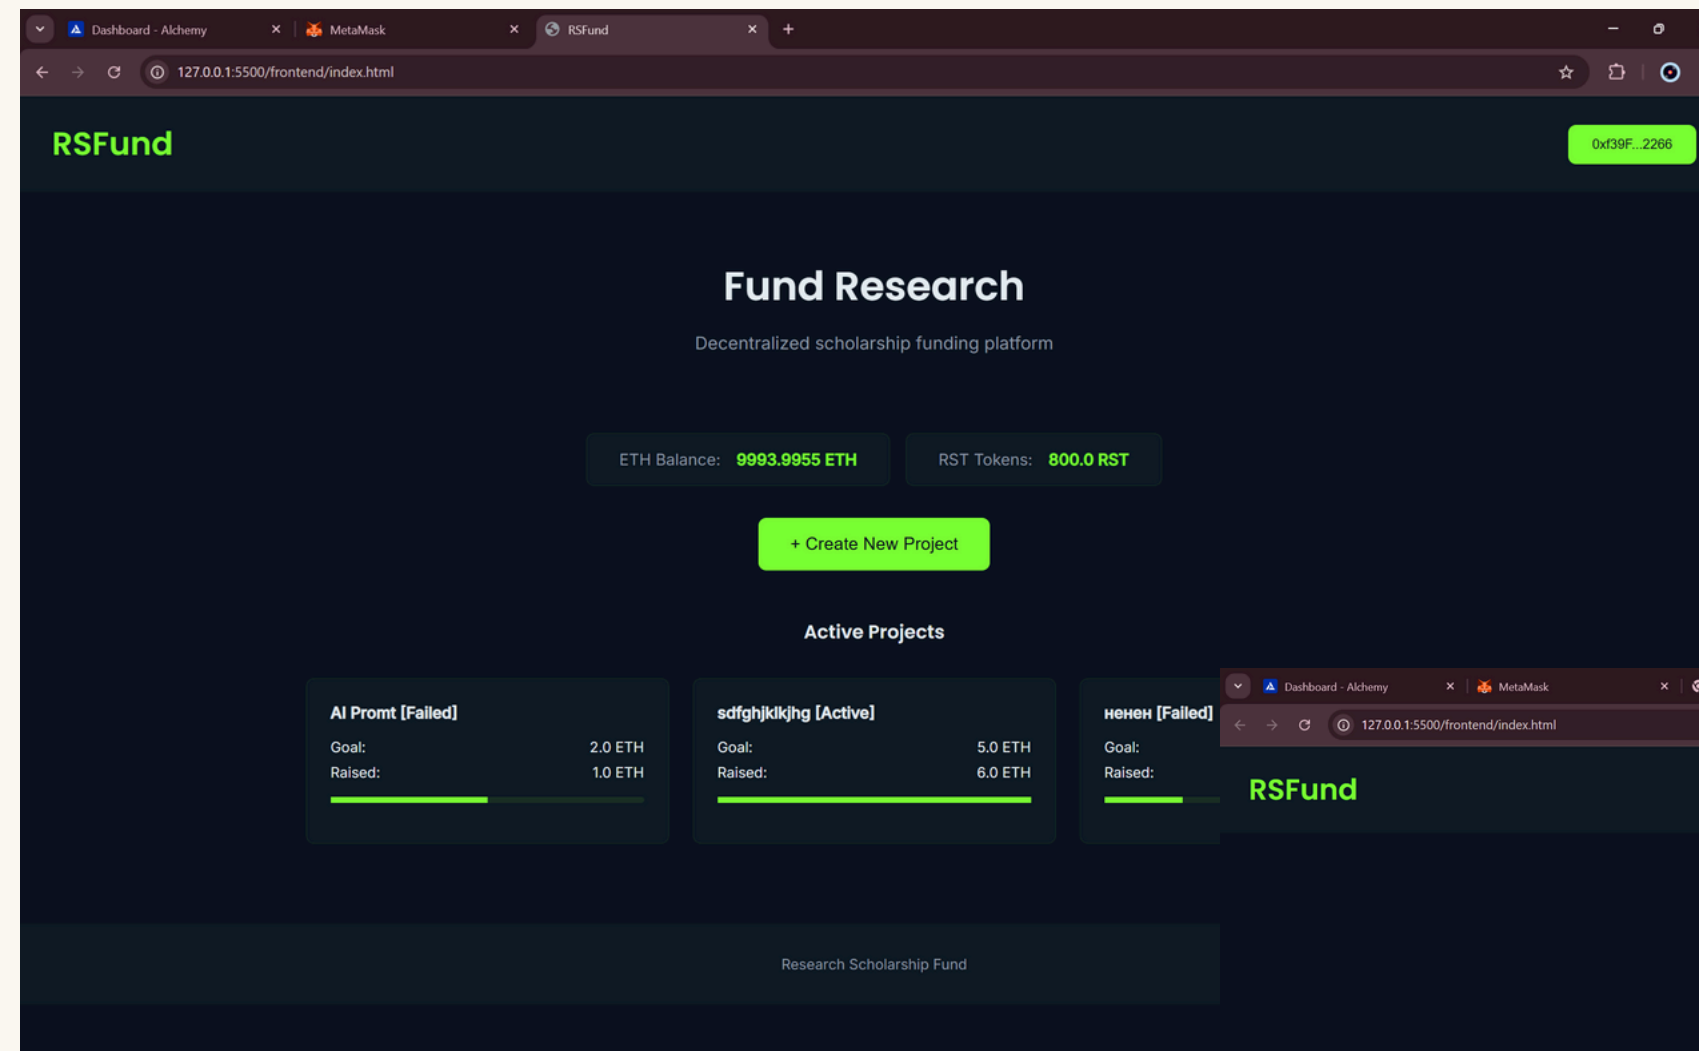 Dashboard - Alchemy MetaMask RSFund
127.0.0.1:5500/frontend/index.html
RSFund 0xf39F...2266
Fund Research
Decentralized scholarship funding platform
ETH Balance: 9993.9955 ETH RST Tokens: 800.0 RST
+ Create New Project
Active Projects
AI Promt [Failed]
Goal: 2.0 ETH
Raised: 1.0 ETH
sdfghjklkjhg [Active]
Goal: 5.0 ETH
Raised: 6.0 ETH
ненен [Failed]
Goal:
Raised:
Research Scholarship Fund
Dashboard - Alchemy MetaMask
127.0.0.1:5500/frontend/index.html
RSFund